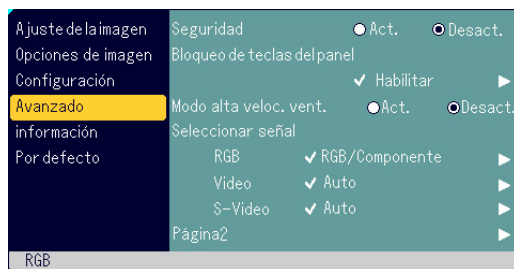 Ajuste de la imagen
Opciones de imagen
Configuración
Avanzado
información
Por defecto
Seguridad Act. Desact.
Bloqueo de teclas del panel
Habilitar
Modo alta veloc. vent. Act. Desact.
Seleccionar señal
RGB RGB/Componente
Video Auto
S-Video Auto
Página2
RGB